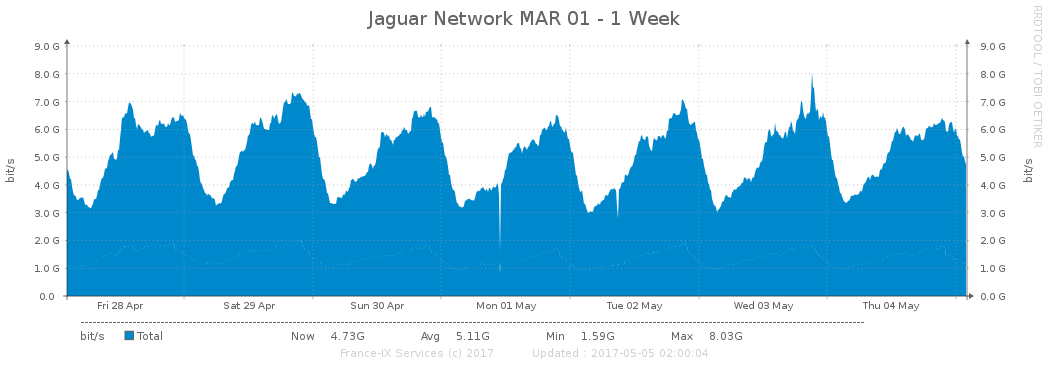 Jaguar Network MAR 01 - 1 Week
RRDTOOL / TOBI OETIKER
bit/s
9.0 G 9.0 G
8.0 G 8.0 G
7.0 G 7.0 G
6.0 G 6.0 G
5.0 G 5.0 G
4.0 G 4.0 G
3.0 G 3.0 G
2.0 G 2.0 G
1.0 G 1.0 G
0.0 0.0 G
bit/s
Fri 28 Apr Sat 29 Apr Sun 30 Apr Mon 01 May Tue 02 May Wed 03 May Thu 04 May
bit/s Total Now 4.73G Avg 5.11G Min 1.59G Max 8.03G
France-IX Services (c) 2017 Updated : 2017-05-05 02:00:04